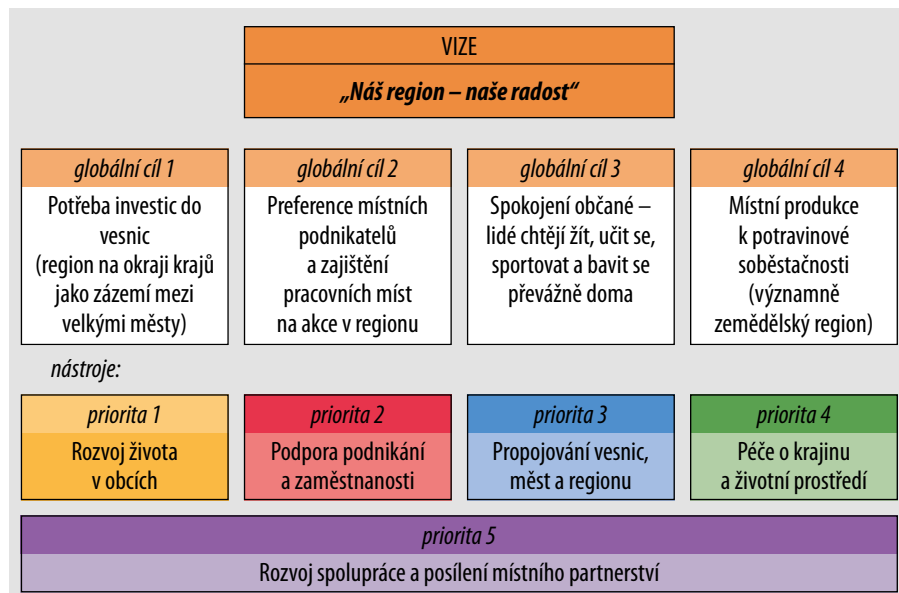 VIZE
„Náš region – naše radost“
globální cíl 1
Potřeba investic do
vesnic
(region na okraji krajů
jako zázemí mezi
velkými městy)
globální cíl 2
Preference místních
podnikatelů
a zajištění
pracovních míst
na akce v regionu
globální cíl 3
Spokojení občané –
lidé chtějí žít, učit se,
sportovat a bavit se
převážně doma
globální cíl 4
Místní produkce
k potravinové
soběstačnosti
(významně
zemědělský region)
nástroje:
priorita 1
Rozvoj života
v obcích
priorita 2
Podpora podnikání
a zaměstnanosti
priorita 3
Propojování vesnic,
měst a regionu
priorita 4
Péče o krajinu
a životní prostředí
priorita 5
Rozvoj spolupráce a posílení místního partnerství